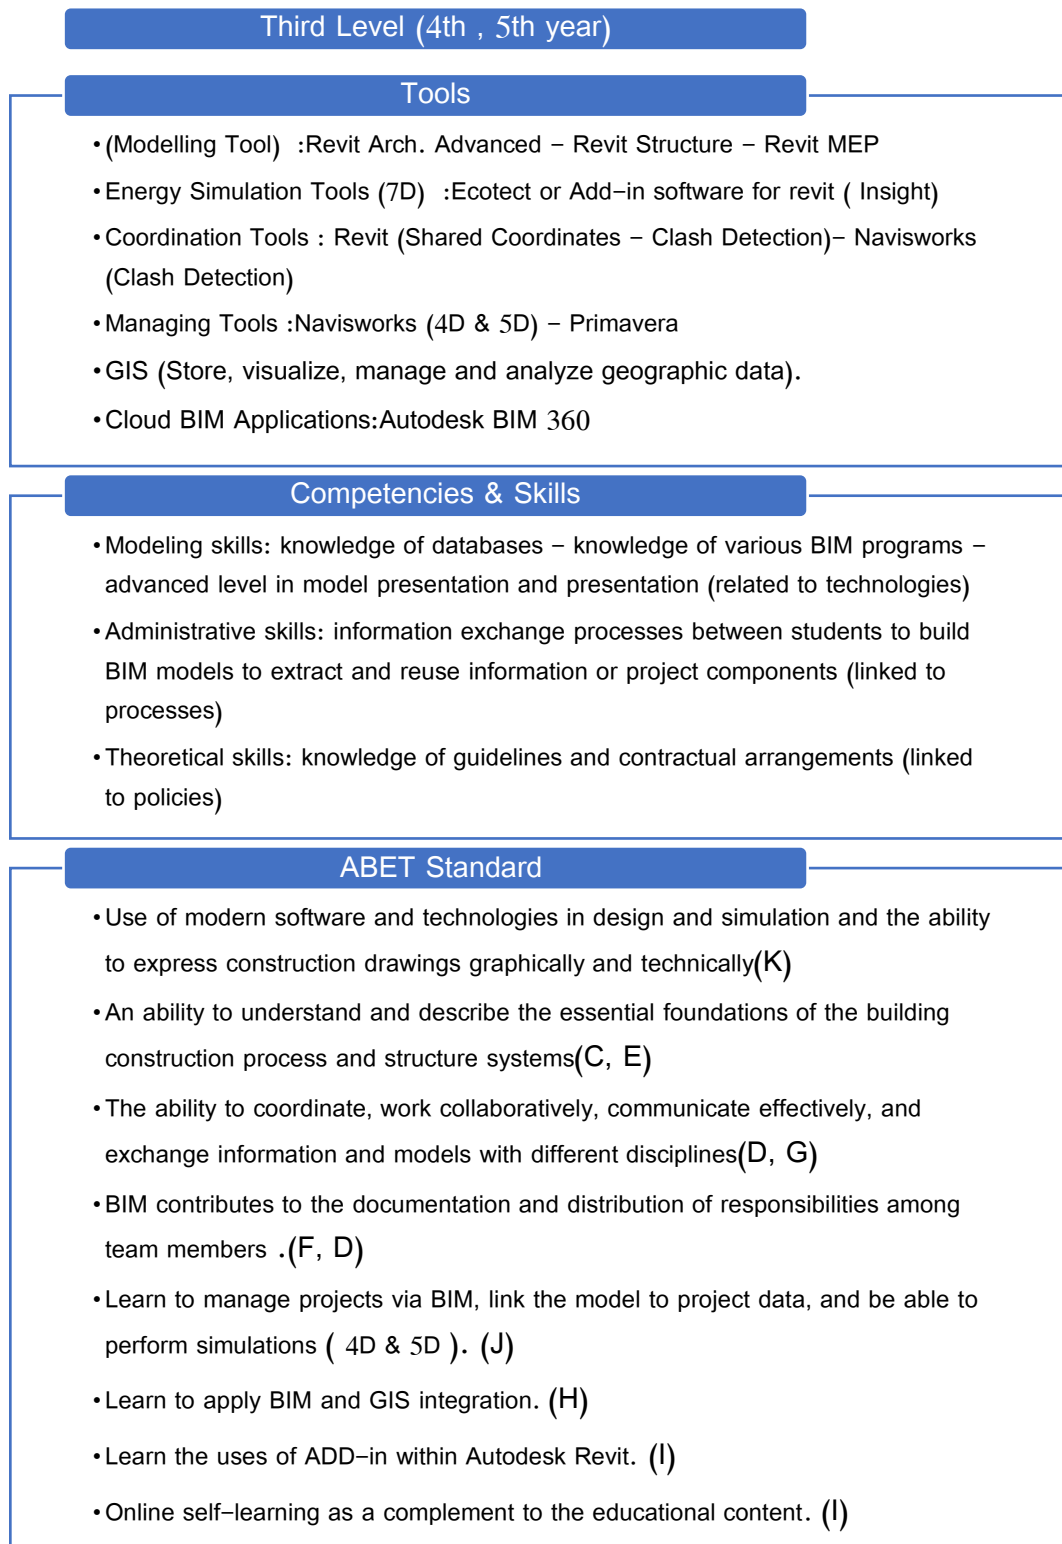 Third Level (4th , 5th year)
Tools
•(Modelling Tool)  :Revit Arch. Advanced – Revit Structure – Revit MEP
•Energy Simulation Tools (7D)  :Ecotect or Add–in software for revit ( Insight)
•Coordination Tools : Revit (Shared Coordinates – Clash Detection)– Navisworks
(Clash Detection)
•Managing Tools :Navisworks (4D & 5D) – Primavera
•GIS (Store, visualize, manage and analyze geographic data).
•Cloud BIM Applications:Autodesk BIM 360
Competencies & Skills
•Modeling skills: knowledge of databases – knowledge of various BIM programs –
advanced level in model presentation and presentation (related to technologies)
•Administrative skills: information exchange processes between students to build
BIM models to extract and reuse information or project components (linked to
processes)
•Theoretical skills: knowledge of guidelines and contractual arrangements (linked
to policies)
ABET Standard
•Use of modern software and technologies in design and simulation and the ability
to express construction drawings graphically and technically(K)
•An ability to understand and describe the essential foundations of the building
construction process and structure systems(C, E)
•The ability to coordinate, work collaboratively, communicate effectively, and
exchange information and models with different disciplines(D, G)
•BIM contributes to the documentation and distribution of responsibilities among
team members .(F, D)
•Learn to manage projects via BIM, link the model to project data, and be able to
perform simulations ( 4D & 5D ). (J)
•Learn to apply BIM and GIS integration. (H)
•Learn the uses of ADD–in within Autodesk Revit. (I)
•Online self–learning as a complement to the educational content. (I)